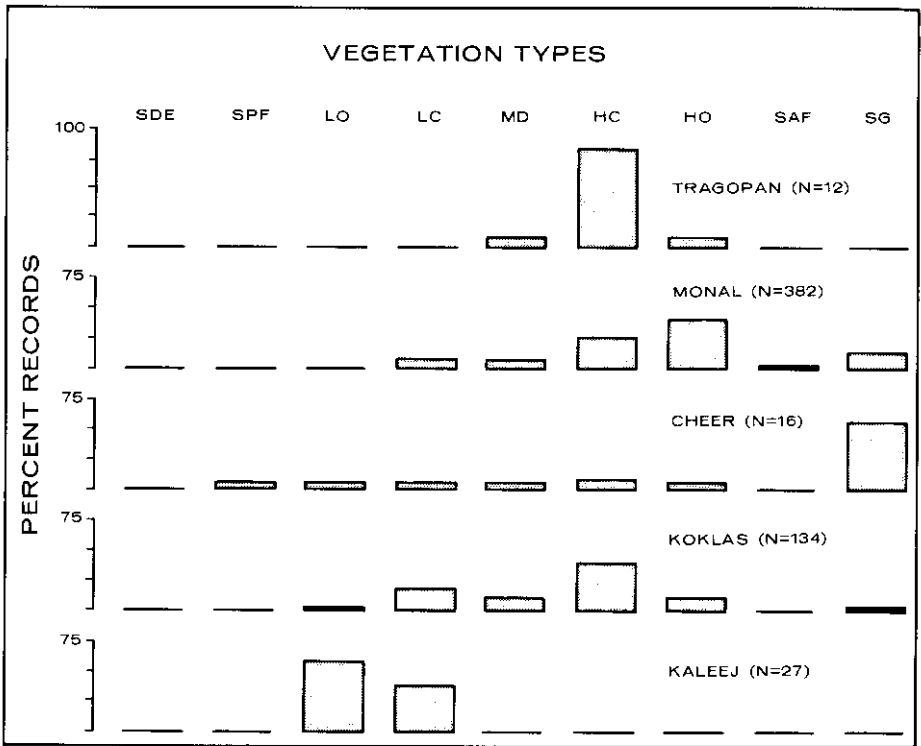 VEGETATION TYPES
SDE SPF LO LC MD HC HO SAF SG
100
TRAGOPAN (N=12)
75
MONAL (N=382)
75
CHEER (N=16)
75
KOKLAS (N=134)
75
KALEEJ (N=27)
PERCENT RECORDS